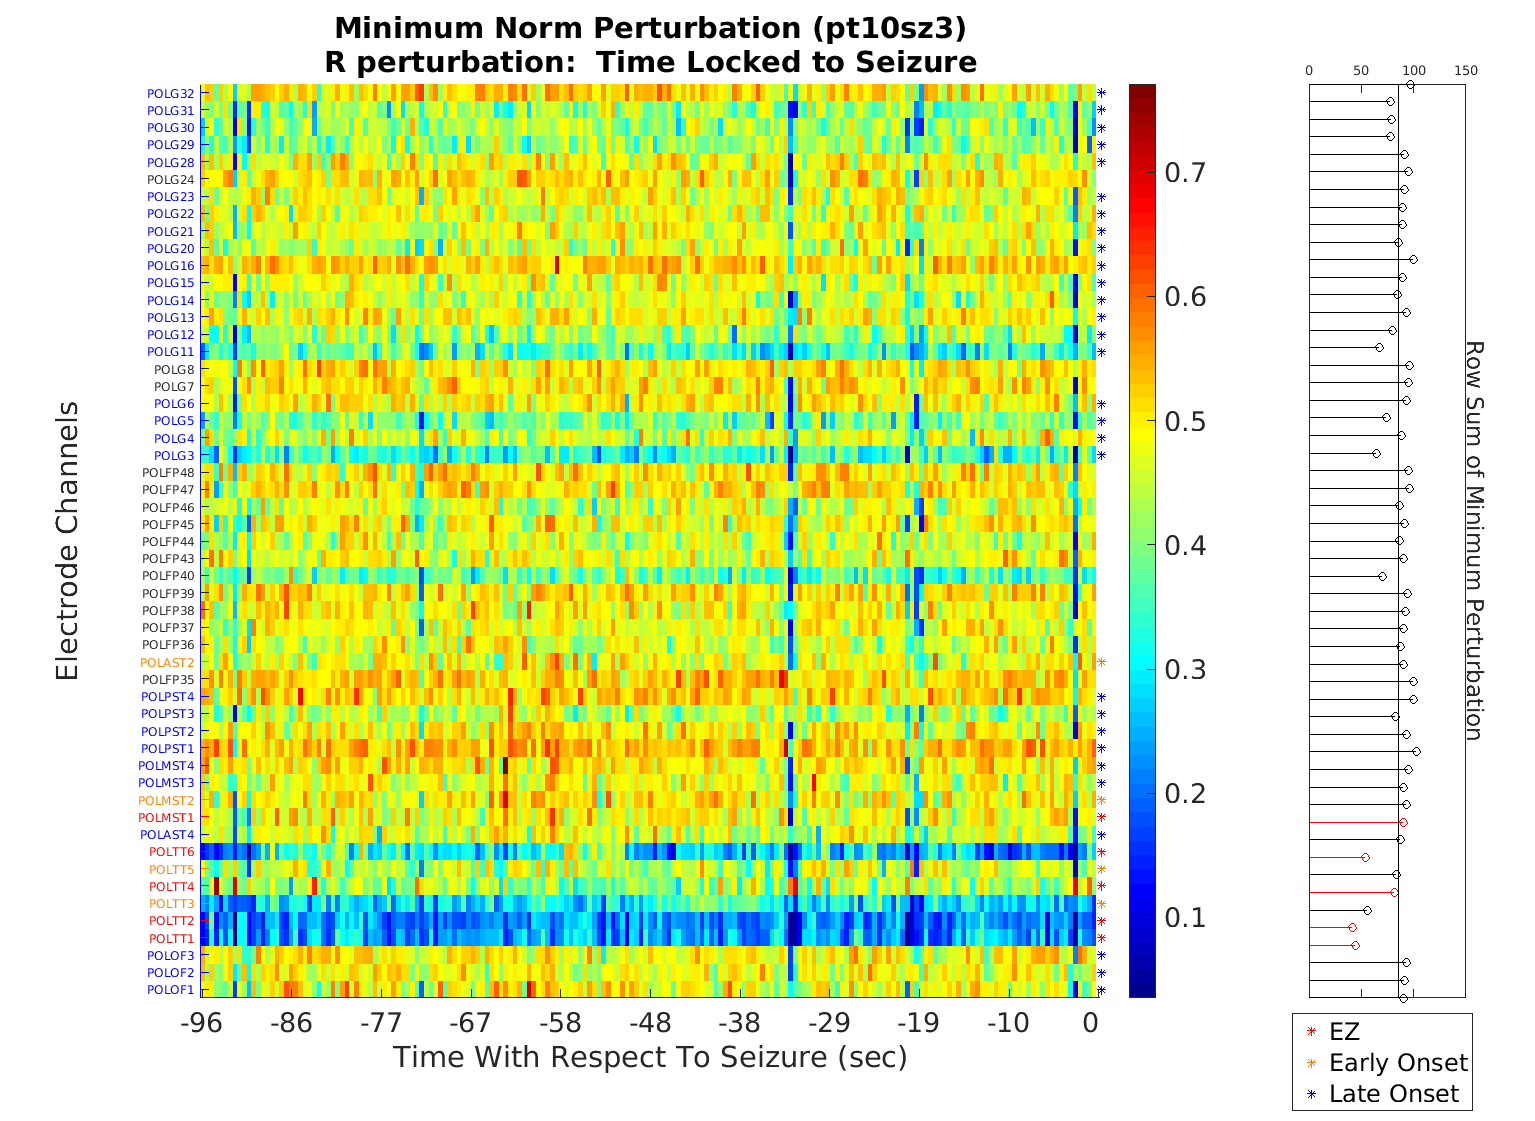 Minimum Norm Perturbation (pt10sz3)
R perturbation:  Time Locked to Seizure
Electrode Channels
POLG32
POLG31
POLG30
POLG29
POLG28
POLG24
POLG23
POLG22
POLG21
POLG20
POLG16
POLG15
POLG14
POLG13
POLG12
POLG11
POLG8
POLG7
POLG6
POLG5
POLG4
POLG3
POLFP48
POLFP47
POLFP46
POLFP45
POLFP44
POLFP43
POLFP40
POLFP39
POLFP38
POLFP37
POLFP36
POLAST2
POLFP35
POLPST4
POLPST3
POLPST2
POLPST1
POLMST4
POLMST3
POLMST2
POLMST1
POLAST4
POLTT6
POLTT5
POLTT4
POLTT3
POLTT2
POLTT1
POLOF3
POLOF2
POLOF1
-96 -86 -77 -67 -58 -48 -38 -29 -19 -10 0
Time With Respect To Seizure (sec)
0.7
0.6
0.5
0.4
0.3
0.2
0.1
0 50 100 150
Row Sum of Minimum Perturbation
EZ
Early Onset
Late Onset